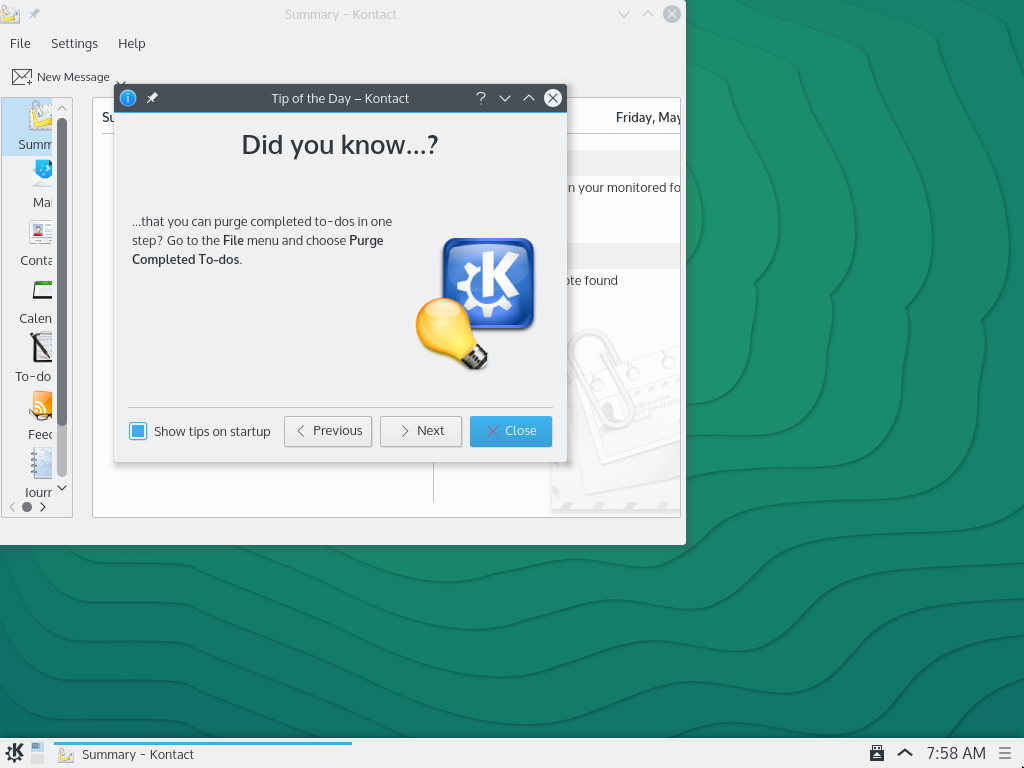 Summary - Kontact
File Settings Help
New Message
Tip of the Day – Kontact
Friday, May
Did you know...?
Summ
n your monitored fo
Mai
...that you can purge completed to-dos in one
step? Go to the File menu and choose Purge
Completed To-dos.
Conta
ote found
Calen
To-do
Show tips on startup
Previous
Next
Close
Feed
Journ
Summary - Kontact
7:58 AM